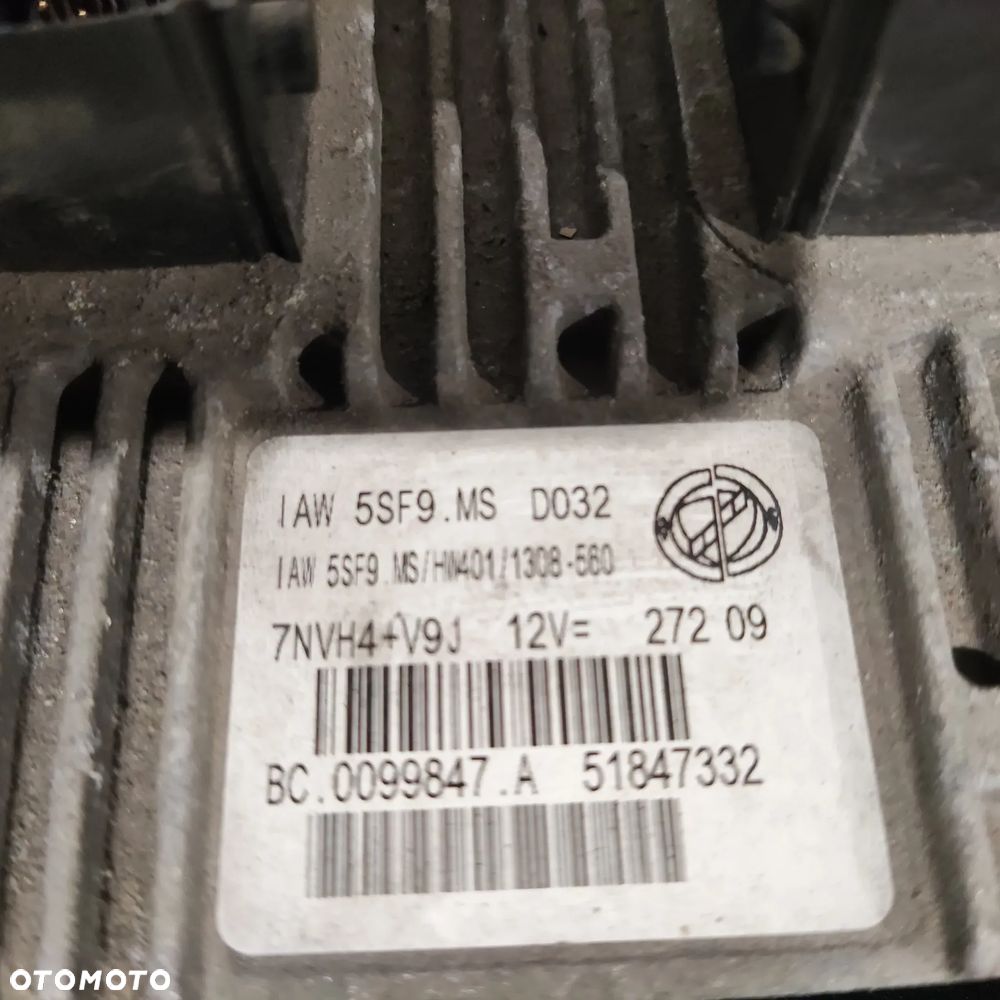 IAW 5SF9.MS D032
IAW 5SF9.MS/HW401/1308-560
7NVH4+V9J 12V= 272 09
BC.0099847.A 51847332
OTOMOTO